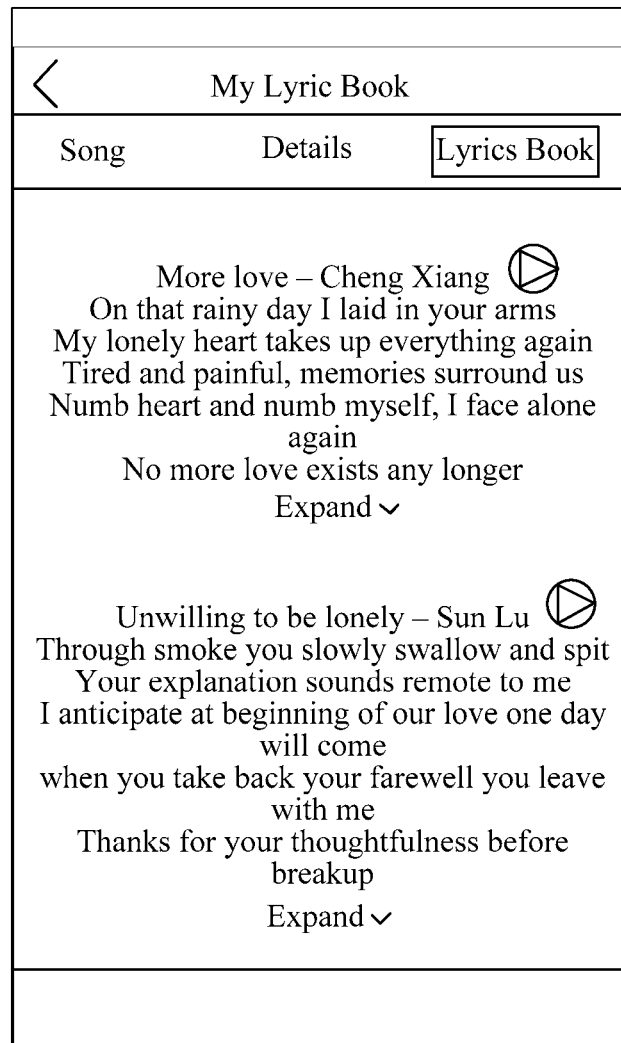 My Lyric Book
Song Details Lyrics Book
More love – Cheng Xiang
On that rainy day I laid in your arms
My lonely heart takes up everything again
Tired and painful, memories surround us
Numb heart and numb myself, I face alone
again
No more love exists any longer
Expand
Unwilling to be lonely – Sun Lu
Through smoke you slowly swallow and spit
Your explanation sounds remote to me
I anticipate at beginning of our love one day
will come
when you take back your farewell you leave
with me
Thanks for your thoughtfulness before
breakup
Expand